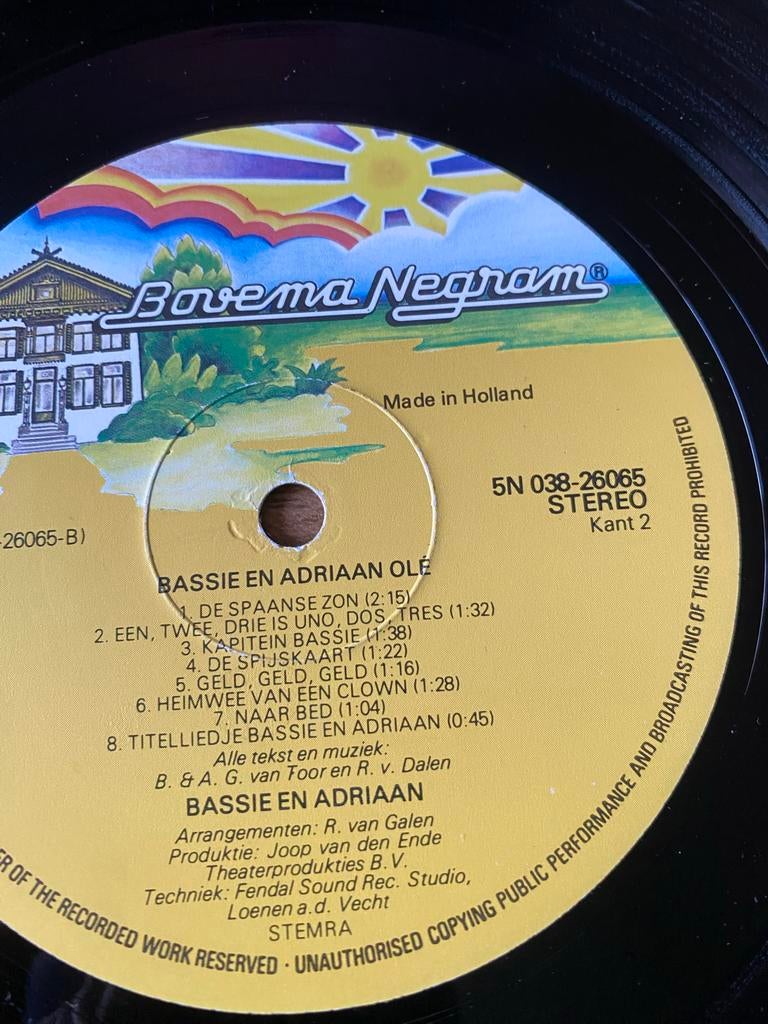 Bovema Negram®
Made in Holland
5N 038-26065
STEREO
Kant 2
-26065-B)
BASSIE EN ADRIAAN OLÉ
1. DE SPAANSE ZON (2:15)
2. EEN, TWEE, DRIE IS UNO, DOS, TRES (1:32)
3. KAPITEIN BASSIE (1:38)
4. DE SPIJSKAART (1:22)
5. GELD, GELD, GELD (1:16)
6. HEIMWEE VAN EEN CLOWN (1:28)
7. NAAR BED (1:04)
8. TITELLIEDJE BASSIE EN ADRIAAN (0:45)
Alle tekst en muziek:
B. & A. G. van Toor en R. v. Dalen
BASSIE EN ADRIAAN
Arrangementen: R. van Galen
Produktie: Joop van den Ende
Theaterprodukties B.V.
Techniek: Fendal Sound Rec. Studio,
Loenen a.d. Vecht
STEMRA
OF THE RECORDED WORK RESERVED · UNAUTHORISED COPYING PUBLIC PERFORMANCE AND BROADCASTING OF THIS RECORD PROHIBITED